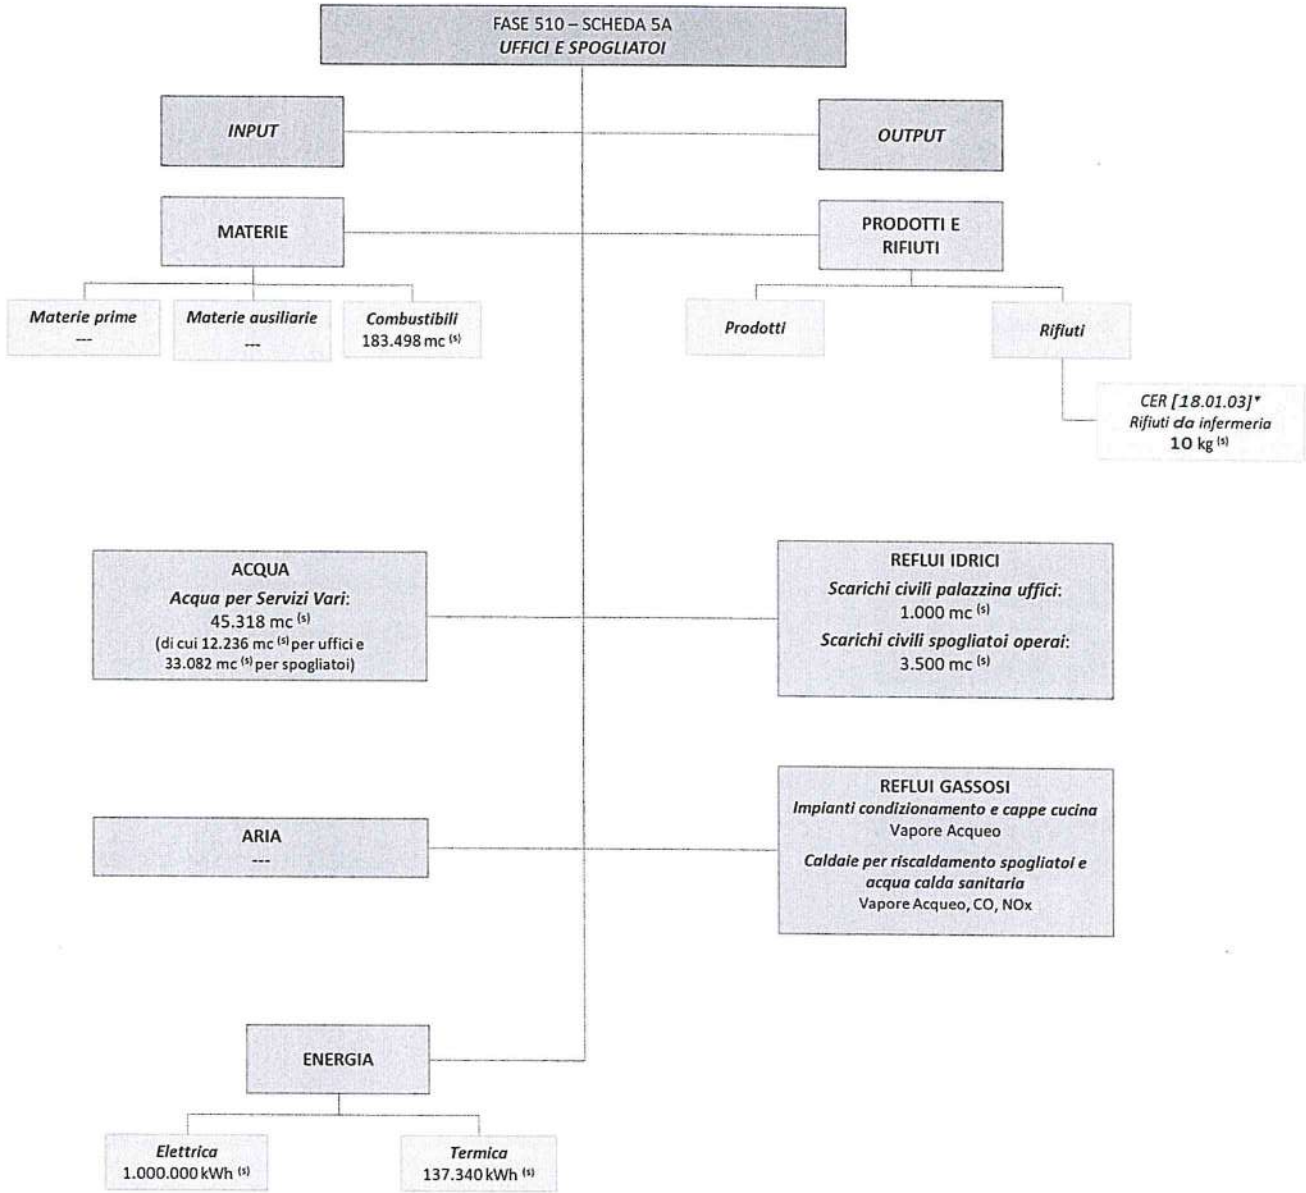 FASE 510 – SCHEDA 5A
UFFICI E SPOGLIATOI
INPUT
OUTPUT
MATERIE
PRODOTTI E
RIFIUTI
Materie prime
---
Materie ausiliarie
---
Combustibili
183.498 mc (s)
Prodotti
Rifiuti
CER [18.01.03]*
Rifiuti da infermeria
10 kg (s)
ACQUA
Acqua per Servizi Vari:
45.318 mc (s)
(di cui 12.236 mc (s) per uffici e
33.082 mc (s) per spogliatoi)
REFLUI IDRICI
Scarichi civili palazzina uffici:
1.000 mc (s)
Scarichi civili spogliatoi operai:
3.500 mc (s)
ARIA
---
REFLUI GASSOSI
Impianti condizionamento e cappe cucina
Vapore Acqueo
Caldaie per riscaldamento spogliatoi e
acqua calda sanitaria
Vapore Acqueo, CO, NOx
ENERGIA
Elettrica
1.000.000 kWh (s)
Termica
137.340 kWh (s)